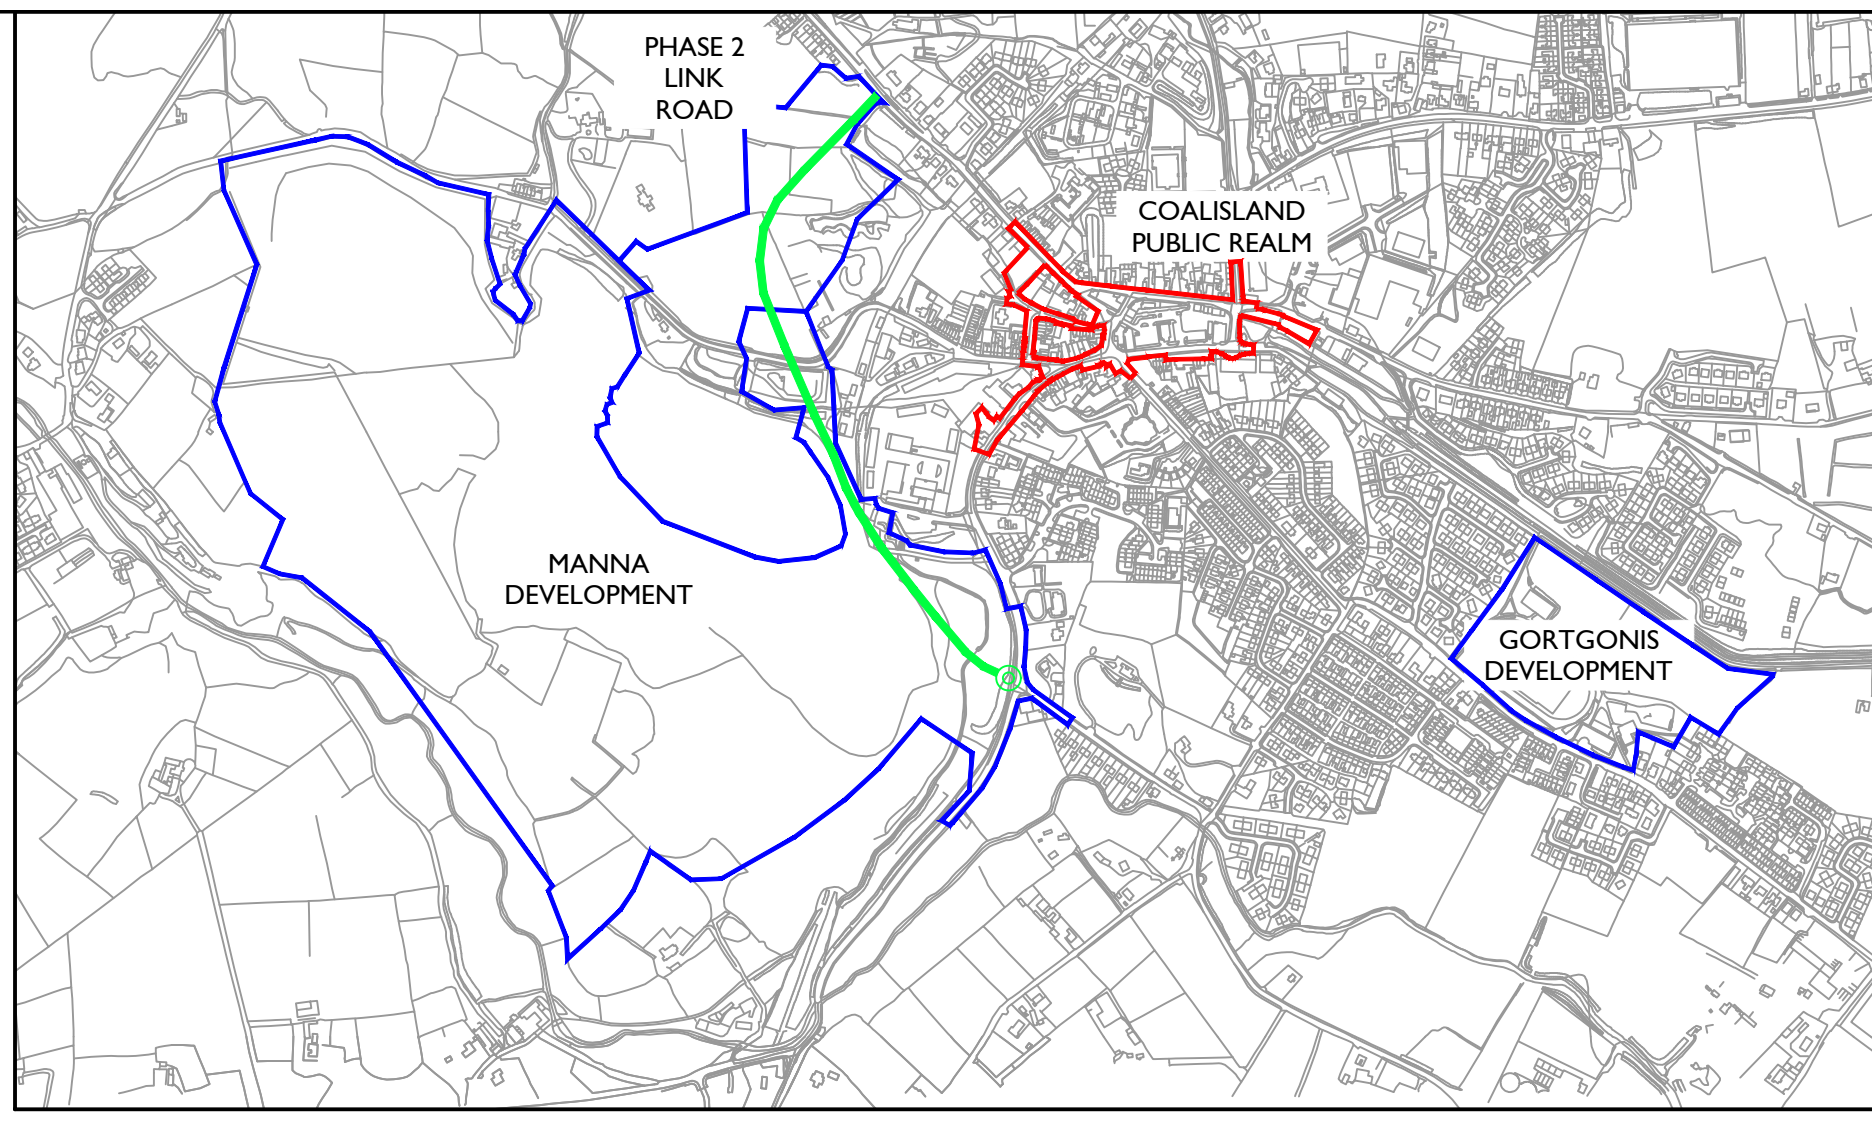 PHASE 2
LINK
ROAD
COALISLAND
PUBLIC REALM
MANNA
DEVELOPMENT
GORTGONIS
DEVELOPMENT